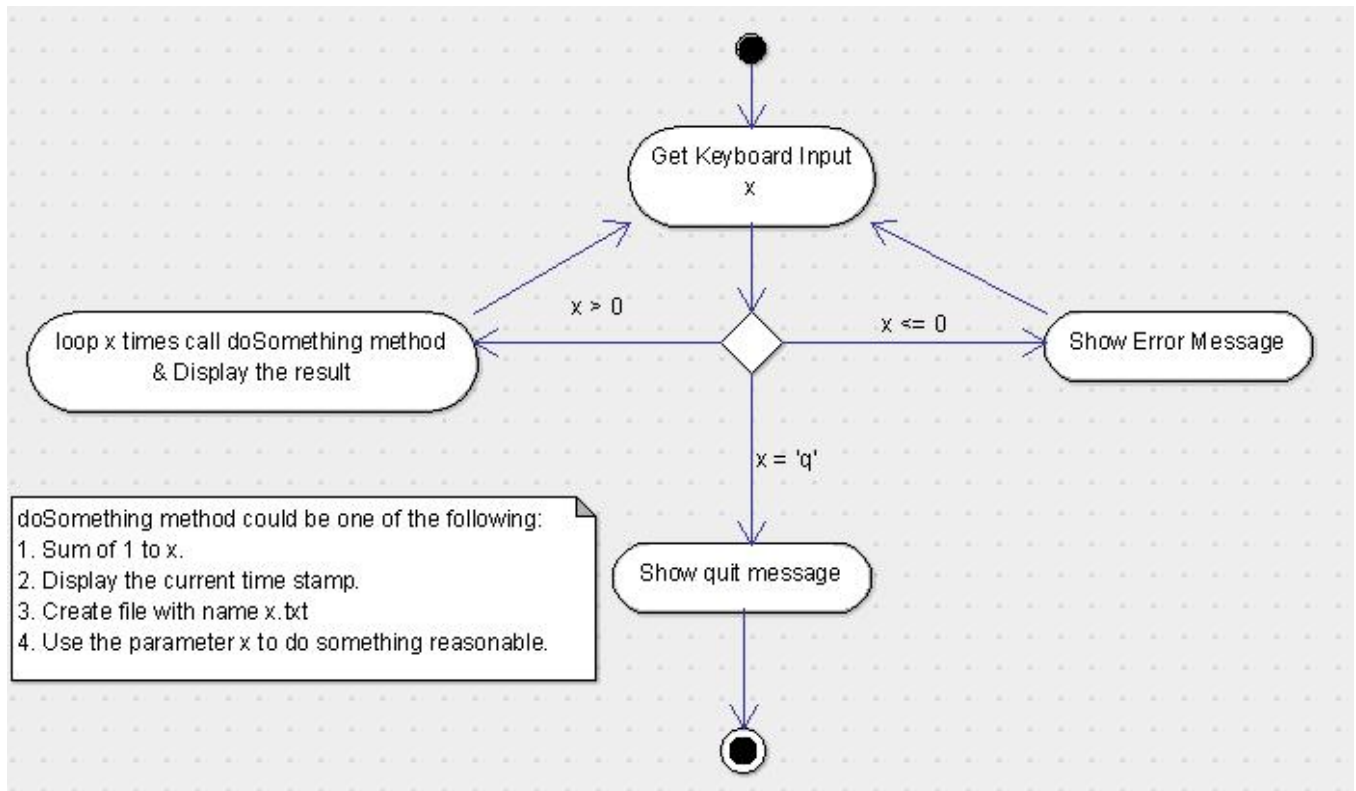 Get Keyboard Input
x
x > 0
x <= 0
loop x times call doSomething method
& Display the result
Show Error Message
x = 'q'
doSomething method could be one of the following:
1. Sum of 1 to x.
2. Display the current time stamp.
3. Create file with name x.txt
4. Use the parameter x to do something reasonable.
Show quit message